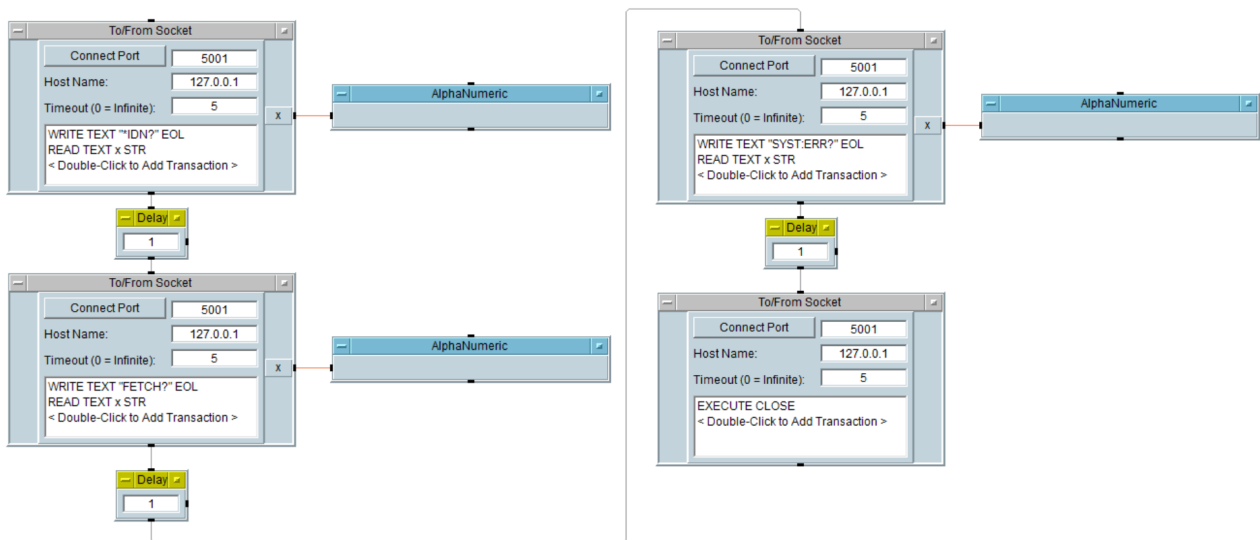 To/From Socket
Connect Port 5001
Host Name: 127.0.0.1
Timeout (0 = Infinite): 5
x
WRITE TEXT "*IDN?" EOL
READ TEXT x STR
< Double-Click to Add Transaction >
AlphaNumeric
Delay
1
To/From Socket
Connect Port 5001
Host Name: 127.0.0.1
Timeout (0 = Infinite): 5
x
WRITE TEXT "FETCH?" EOL
READ TEXT x STR
< Double-Click to Add Transaction >
AlphaNumeric
Delay
1
To/From Socket
Connect Port 5001
Host Name: 127.0.0.1
Timeout (0 = Infinite): 5
x
WRITE TEXT "SYST:ERR?" EOL
READ TEXT x STR
< Double-Click to Add Transaction >
AlphaNumeric
Delay
1
To/From Socket
Connect Port 5001
Host Name: 127.0.0.1
Timeout (0 = Infinite): 5
EXECUTE CLOSE
< Double-Click to Add Transaction >